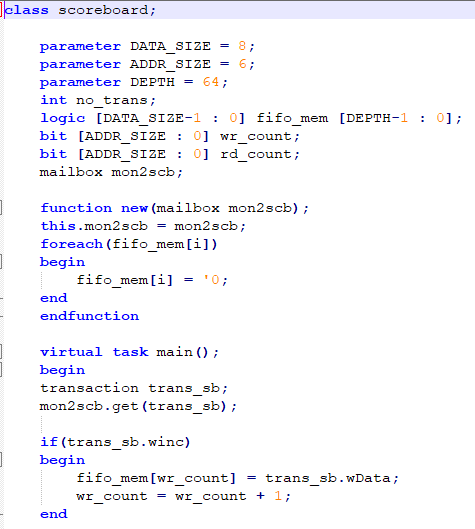 class scoreboard;
parameter DATA_SIZE = 8;
parameter ADDR_SIZE = 6;
parameter DEPTH = 64;
int no_trans;
logic [DATA_SIZE-1 : 0] fifo_mem [DEPTH-1 : 0];
bit [ADDR_SIZE : 0] wr_count;
bit [ADDR_SIZE : 0] rd_count;
mailbox mon2scb;
function new(mailbox mon2scb);
this.mon2scb = mon2scb;
foreach(fifo_mem[i])
begin
fifo_mem[i] = '0;
end
endfunction
virtual task main();
begin
transaction trans_sb;
mon2scb.get(trans_sb);
if(trans_sb.winc)
begin
fifo_mem[wr_count] = trans_sb.wData;
wr_count = wr_count + 1;
end